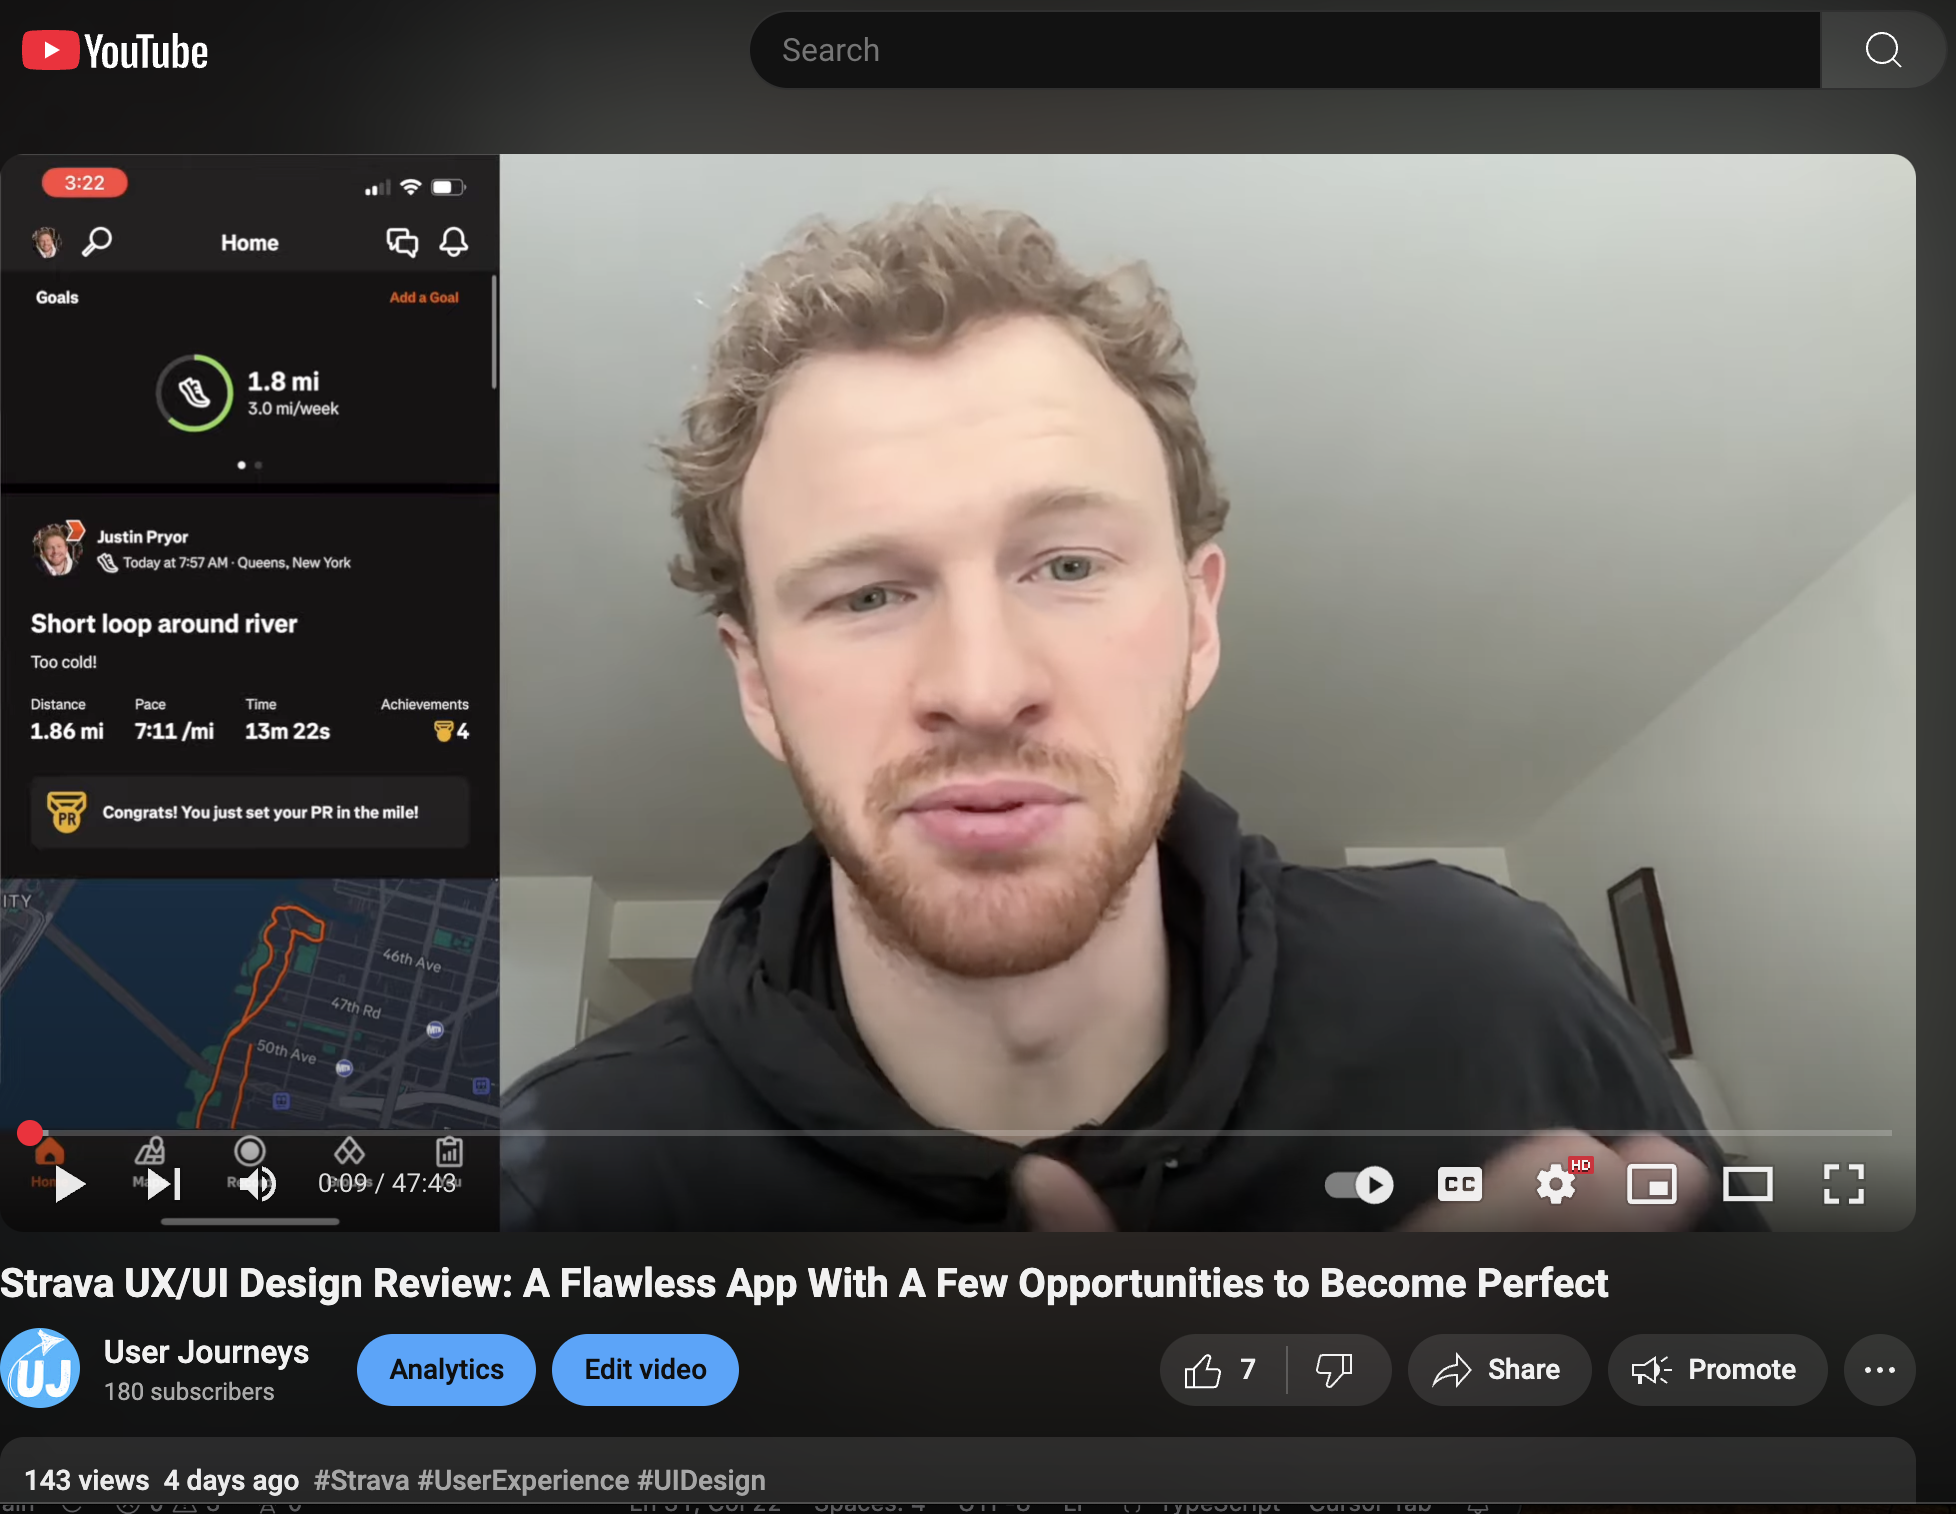 YouTube
Search
3:22
Home
Goals
Add a Goal
1.8 mi
3.0 mi/week
Justin Pryor
Today at 7:57 AM · Queens, New York
Short loop around river
Too cold!
Distance Pace Time Achievements
1.86 mi 7:11 /mi 13m 22s 4
PR Congrats! You just set your PR in the mile!
ITY
46th Ave
47th Rd
50th Ave
0:09 / 47:43
CC
HD
Strava UX/UI Design Review: A Flawless App With A Few Opportunities to Become Perfect
UJ
User Journeys
180 subscribers
Analytics
Edit video
7
Share
Promote
143 views 4 days ago #Strava #UserExperience #UIDesign